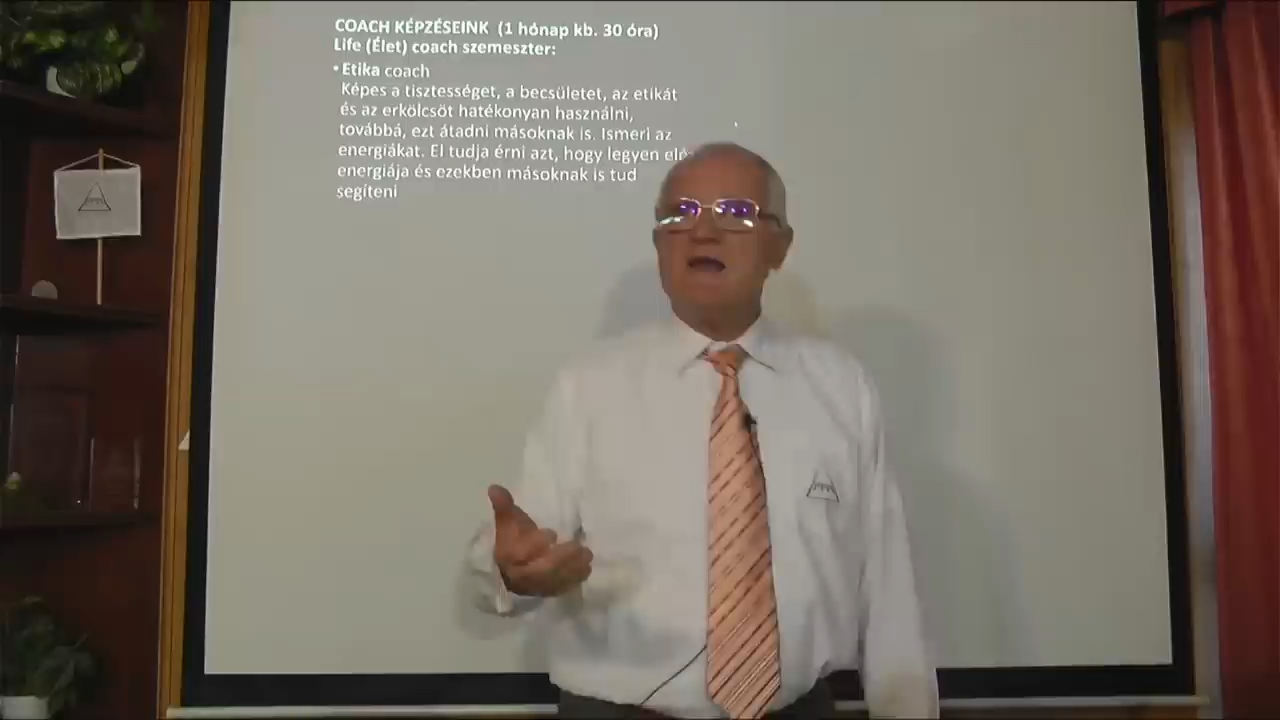 COACH KÉPZÉSEINK (1 hónap kb. 30 óra)
Life (Élet) coach szemeszter:
• Etika coach
Képes a tisztességet, a becsületet, az etikát
és az erkölcsöt hatékonyan használni,
továbbá, ezt átadni másoknak is. Ismeri az
energiákat. El tudja érni azt, hogy legyen
energiája és ezekben másoknak is tud
segíteni